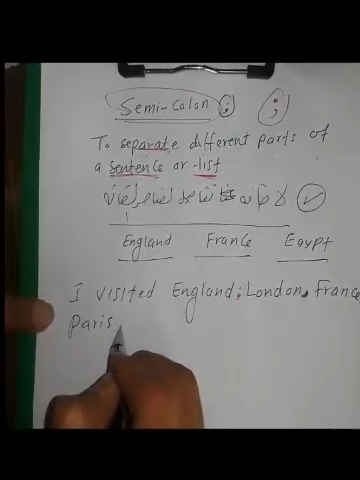 Semi-Colon ;  ;
To separate different parts of
a sentence or list
England France Egypt
I visited England; London, France
Paris